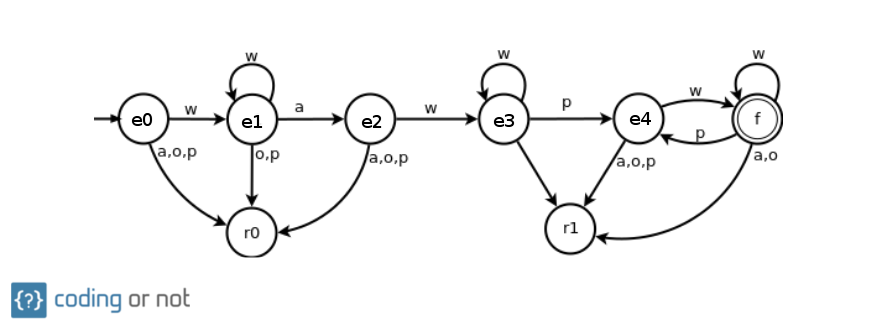 w
w
w
e0
w
e1
a
e2
w
e3
p
e4
w
p
f
a,o,p
o,p
a,o,p
a,o,p
a,o
r0
r1
{?} coding or not